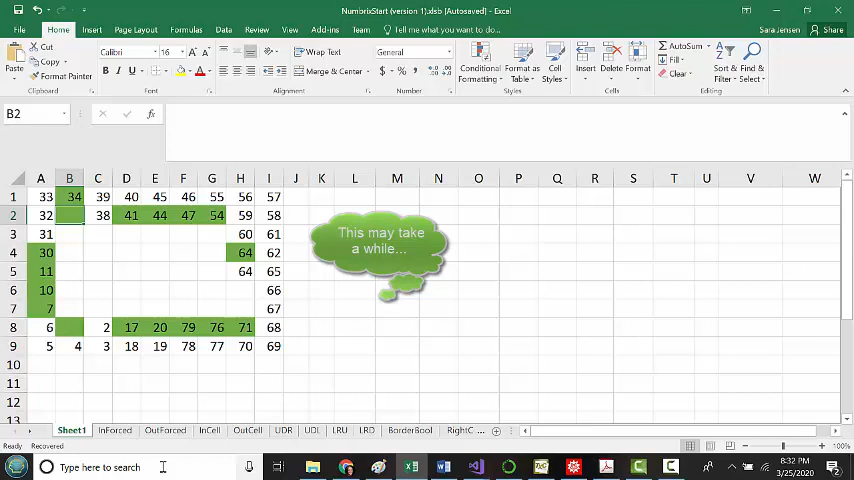 NumbrixStart (version 1).xlsb [Autosaved] - Excel
Sara Jensen
Share
File Home Insert Page Layout Formulas Data Review View Add-ins Team Tell me what you want to do...
Cut
Copy
Format Painter
Paste
Clipboard
Calibri 16
B I U
Font
Wrap Text
Merge & Center
Alignment
General
$ % ,
Number
Conditional Formatting
Format as Table
Cell Styles
Styles
Insert Delete Format
Cells
AutoSum
Fill
Clear
Sort & Filter
Find & Select
Editing
B2
fx
A B C D E F G H I J K L M N O P Q R S T U V W
1 33 34 39 40 45 46 55 56 57
2 32 38 41 44 47 54 59 58
3 31 60 61
4 30 64 62
5 11 64 65
6 10 66
7 7 67
8 6 2 17 20 79 76 71 68
9 5 4 3 18 19 78 77 70 69
10
11
12
13
This may take
a while...
Sheet1 InForced OutForced InCell OutCell UDR UDL LRU LRD BorderBool RightC ...
Ready Recovered
100%
Type here to search
8:32 PM
3/25/2020